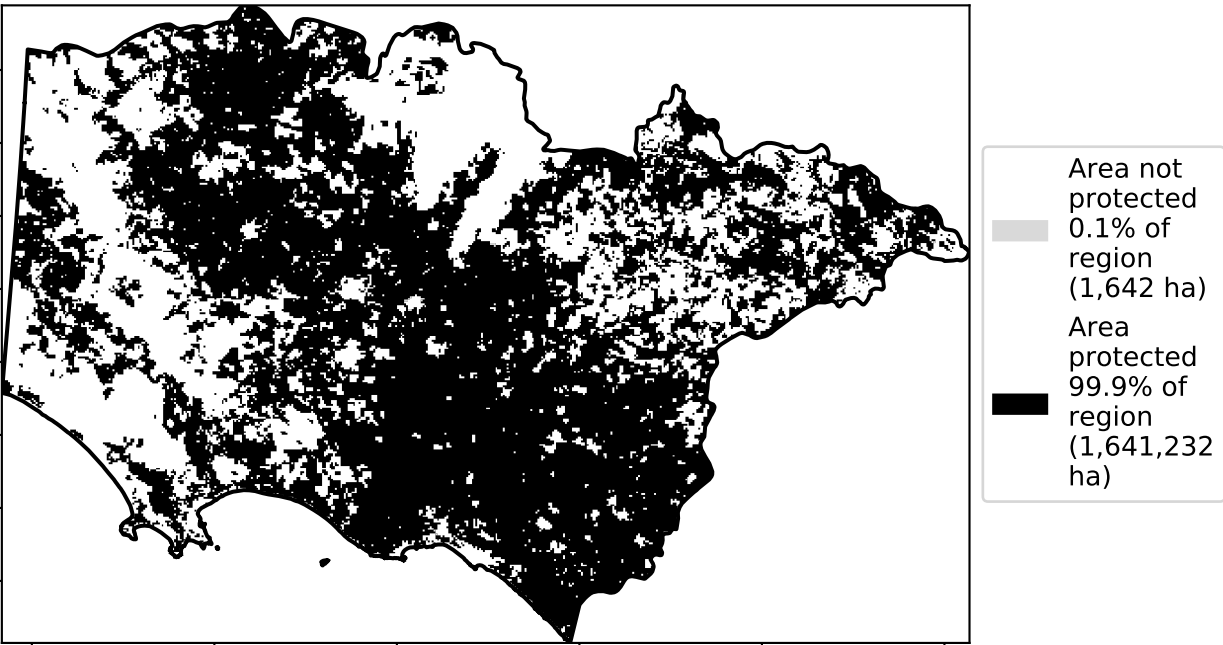 Area not
protected
0.1% of
region
(1,642 ha)
Area
protected
99.9% of
region
(1,641,232
ha)